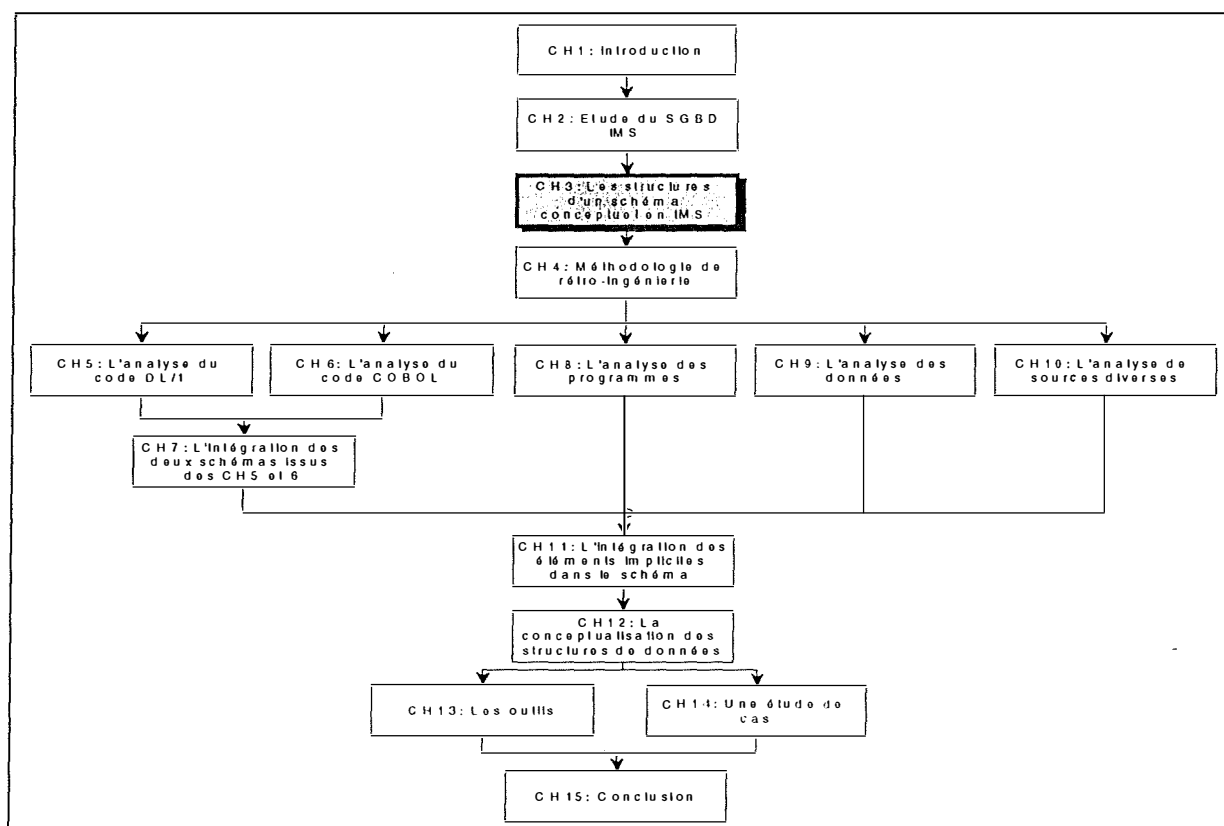 CH1: Introduction
CH2: Etude du SGBD
IMS
CH3: Les structures
d'un schéma
conceptuel en IMS
CH4: Méthodologie de
rétro-ingénierie
CH5: L'analyse du
code DL/1
CH6: L'analyse du
code COBOL
CH8: L'analyse des
programmes
CH9: L'analyse des
données
CH10: L'analyse de
sources diverses
CH7: L'intégration des
deux schémas issus
des CH5 et 6
CH11: L'intégration des
éléments implicites
dans le schéma
CH12: La
conceptualisation des
structures de données
CH13: Les outils
CH14: Une étude de
cas
CH15: Conclusion